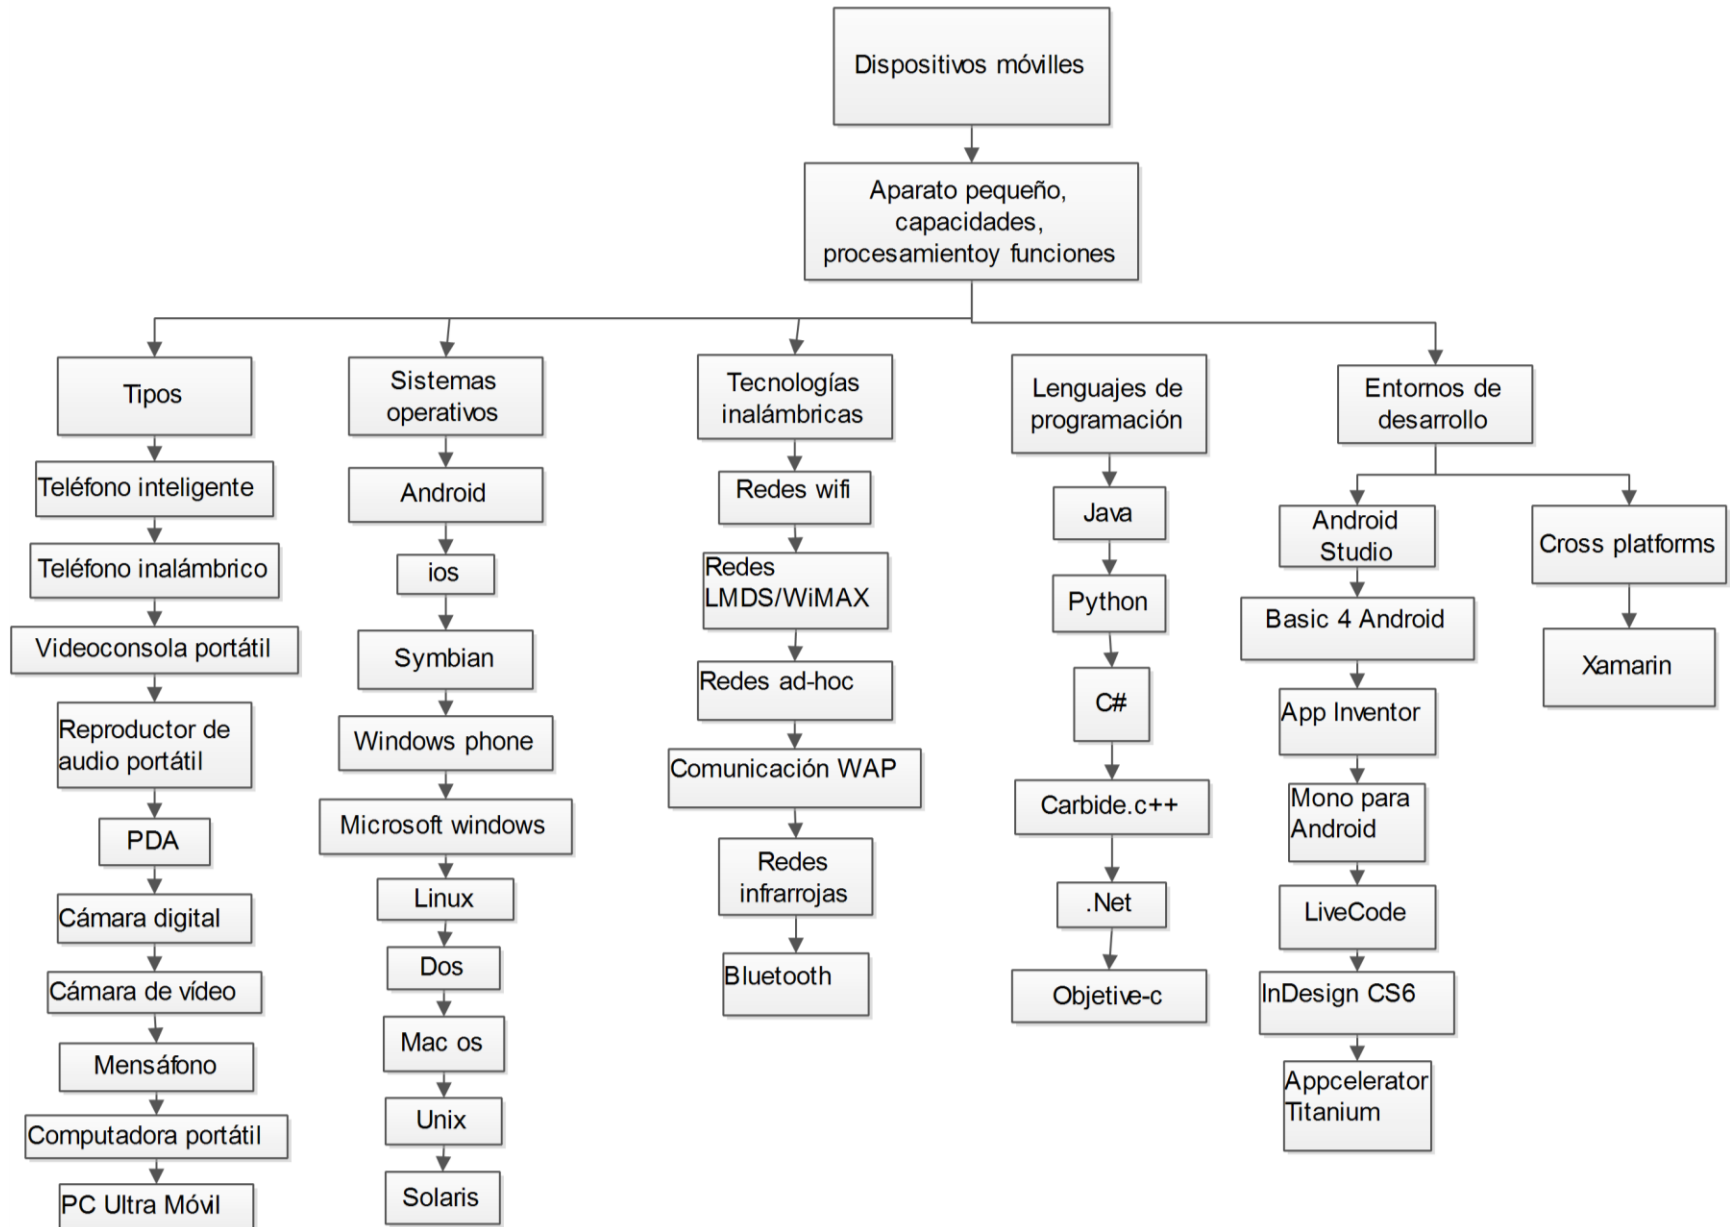 Dispositivos móvilles
Aparato pequeño,
capacidades,
procesamientoy funciones
Tipos
Teléfono inteligente
Teléfono inalámbrico
Videoconsola portátil
Reproductor de
audio portátil
PDA
Cámara digital
Cámara de vídeo
Mensáfono
Computadora portátil
PC Ultra Móvil
Sistemas
operativos
Android
ios
Symbian
Windows phone
Microsoft windows
Linux
Dos
Mac os
Unix
Solaris
Tecnologías
inalámbricas
Redes wifi
Redes
LMDS/WiMAX
Redes ad-hoc
Comunicación WAP
Redes
infrarrojas
Bluetooth
Lenguajes de
programación
Java
Python
C#
Carbide.c++
.Net
Objetive-c
Entornos de
desarrollo
Android
Studio
Basic 4 Android
App Inventor
Mono para
Android
LiveCode
InDesign CS6
Appcelerator
Titanium
Cross platforms
Xamarin